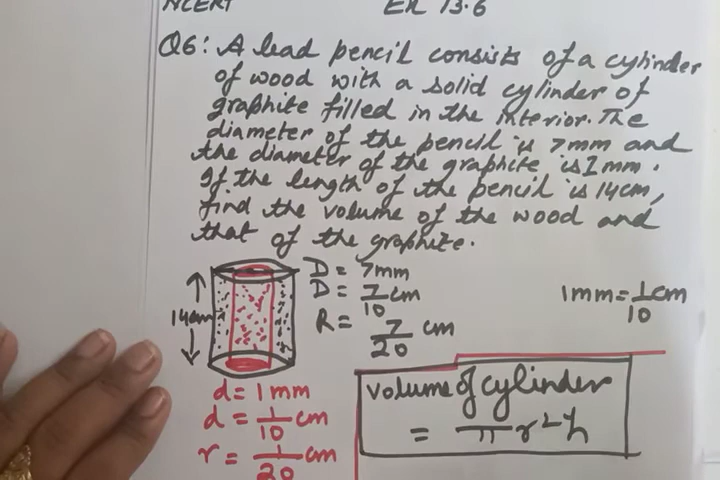 NCERT Ex 13.6
Q6: A lead pencil consists of a cylinder
of wood with a solid cylinder of
graphite filled in the interior. The
diameter of the pencil is 7mm and
the diameter of the graphite is 1mm.
If the length of the pencil is 14cm,
find the volume of the wood and
that of the graphite.
D = 7mm
D = 7/10 cm
R = 7/20 cm
1mm = 1/10 cm
14cm
d = 1mm
d = 1/10 cm
r = 1/20 cm
volume of cylinder
= πr²h